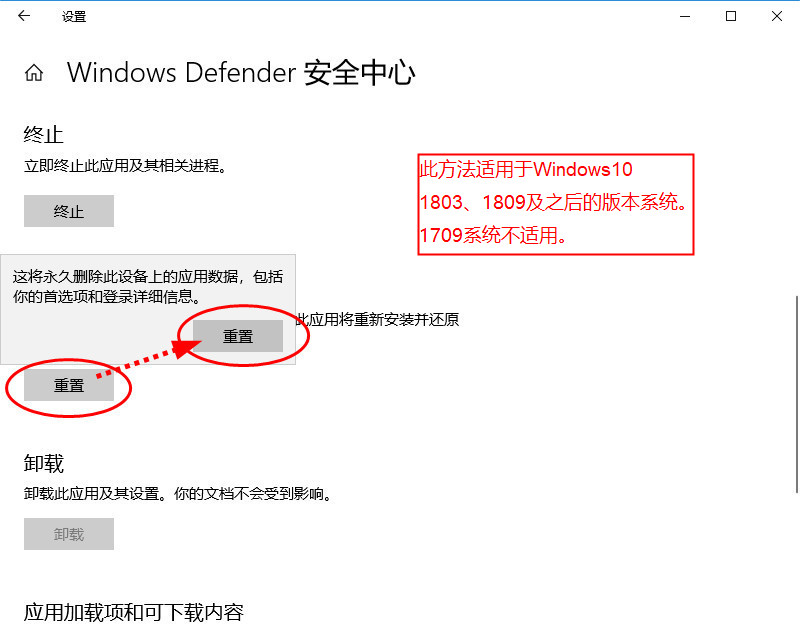 设置
Windows Defender 安全中心
终止
立即终止此应用及其相关进程。
终止
此方法适用于Windows10
1803、1809及之后的版本系统。
1709系统不适用。
这将永久删除此设备上的应用数据，包括
你的首选项和登录详细信息。
重置
此应用将重新安装并还原
重置
卸载
卸载此应用及其设置。你的文档不会受到影响。
卸载
应用加载项和可下载内容